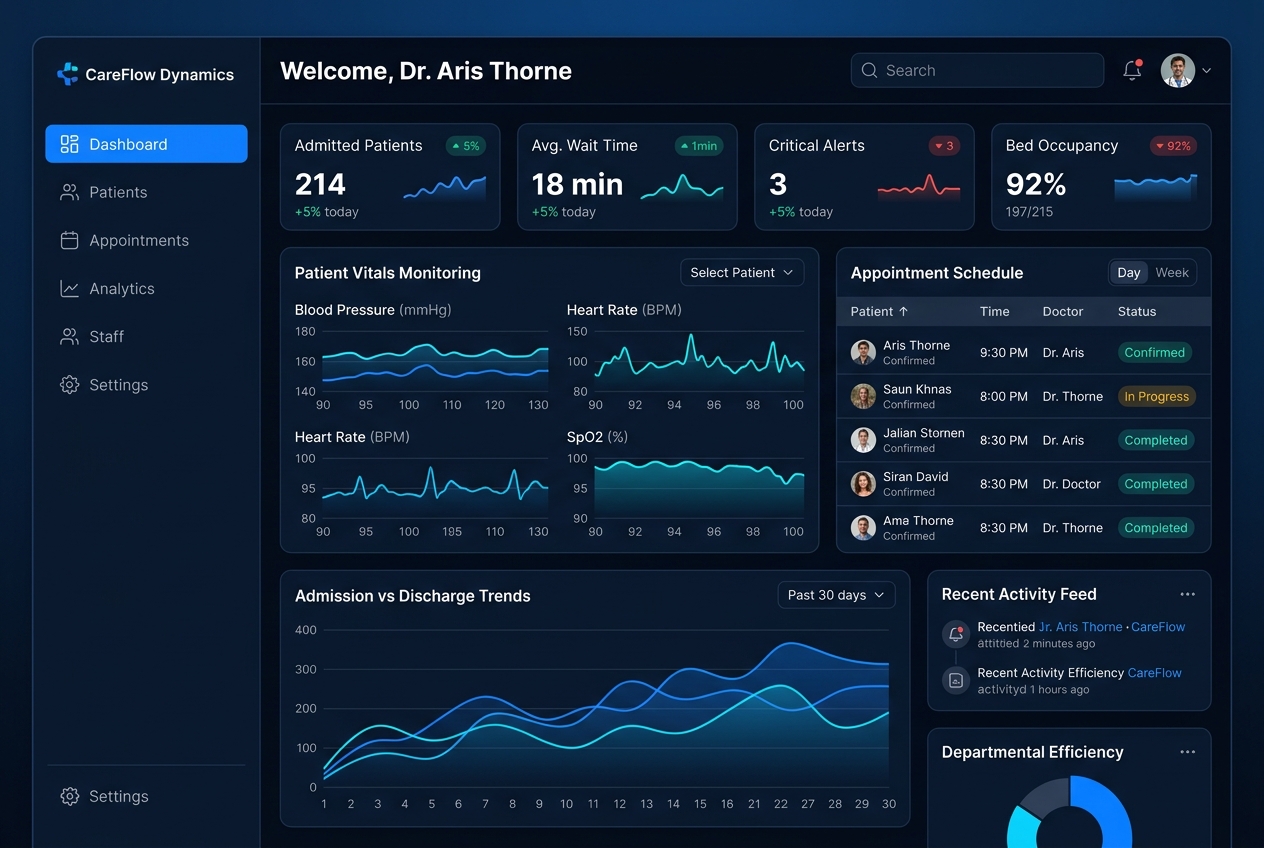 CareFlow Dynamics
Dashboard
Patients
Appointments
Analytics
Staff
Settings
Settings
Welcome, Dr. Aris Thorne
Search
Admitted Patients
5%
214
+5% today
Avg. Wait Time
1min
18 min
+5% today
Critical Alerts
3
3
+5% today
Bed Occupancy
92%
92%
197/215
Patient Vitals Monitoring
Select Patient
Blood Pressure (mmHg)
180
160
140
90 95 100 110 120 130
Heart Rate (BPM)
150
100
80
90 92 94 96 98 100
Heart Rate (BPM)
100
95
80
90 95 100 185 110 130
SpO2 (%)
100
95
90
90 92 94 96 98 100
Appointment Schedule
Day Week
Patient ↑ Time Doctor Status
Aris Thorne
Confirmed
9:30 PM Dr. Aris Confirmed
Saun Khnas
Confirmed
8:00 PM Dr. Thorne In Progress
Jalian Stornen
Confirmed
8:30 PM Dr. Aris Completed
Siran David
Confirmed
8:30 PM Dr. Doctor Completed
Ama Thorne
Confirmed
8:30 PM Dr. Thorne Completed
Admission vs Discharge Trends
Past 30 days
400
300
200
100
0
1 2 3 4 5 6 7 8 9 10 11 12 13 14 15 16 21 22 27 28 29 30
Recent Activity Feed
Recentied Jr. Aris Thorne · CareFlow
attitied 2 minutes ago
Recent Activity Efficiency CareFlow
activityd 1 hours ago
Departmental Efficiency